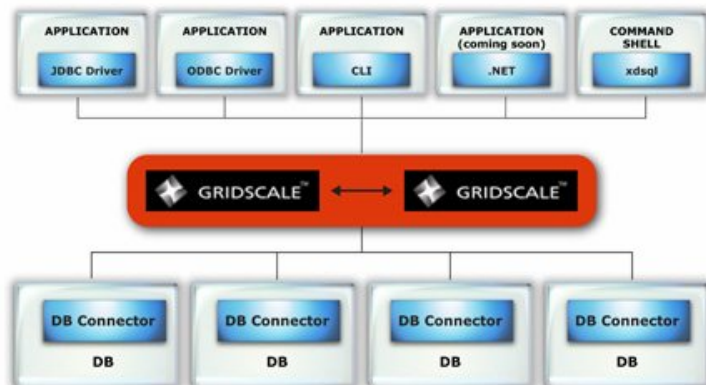 APPLICATION
JDBC Driver
APPLICATION
ODBC Driver
APPLICATION
CLI
APPLICATION
(coming soon)
.NET
COMMAND
SHELL
xdsql
GRIDSCALE™
GRIDSCALE™
DB Connector
DB
DB Connector
DB
DB Connector
DB
DB Connector
DB